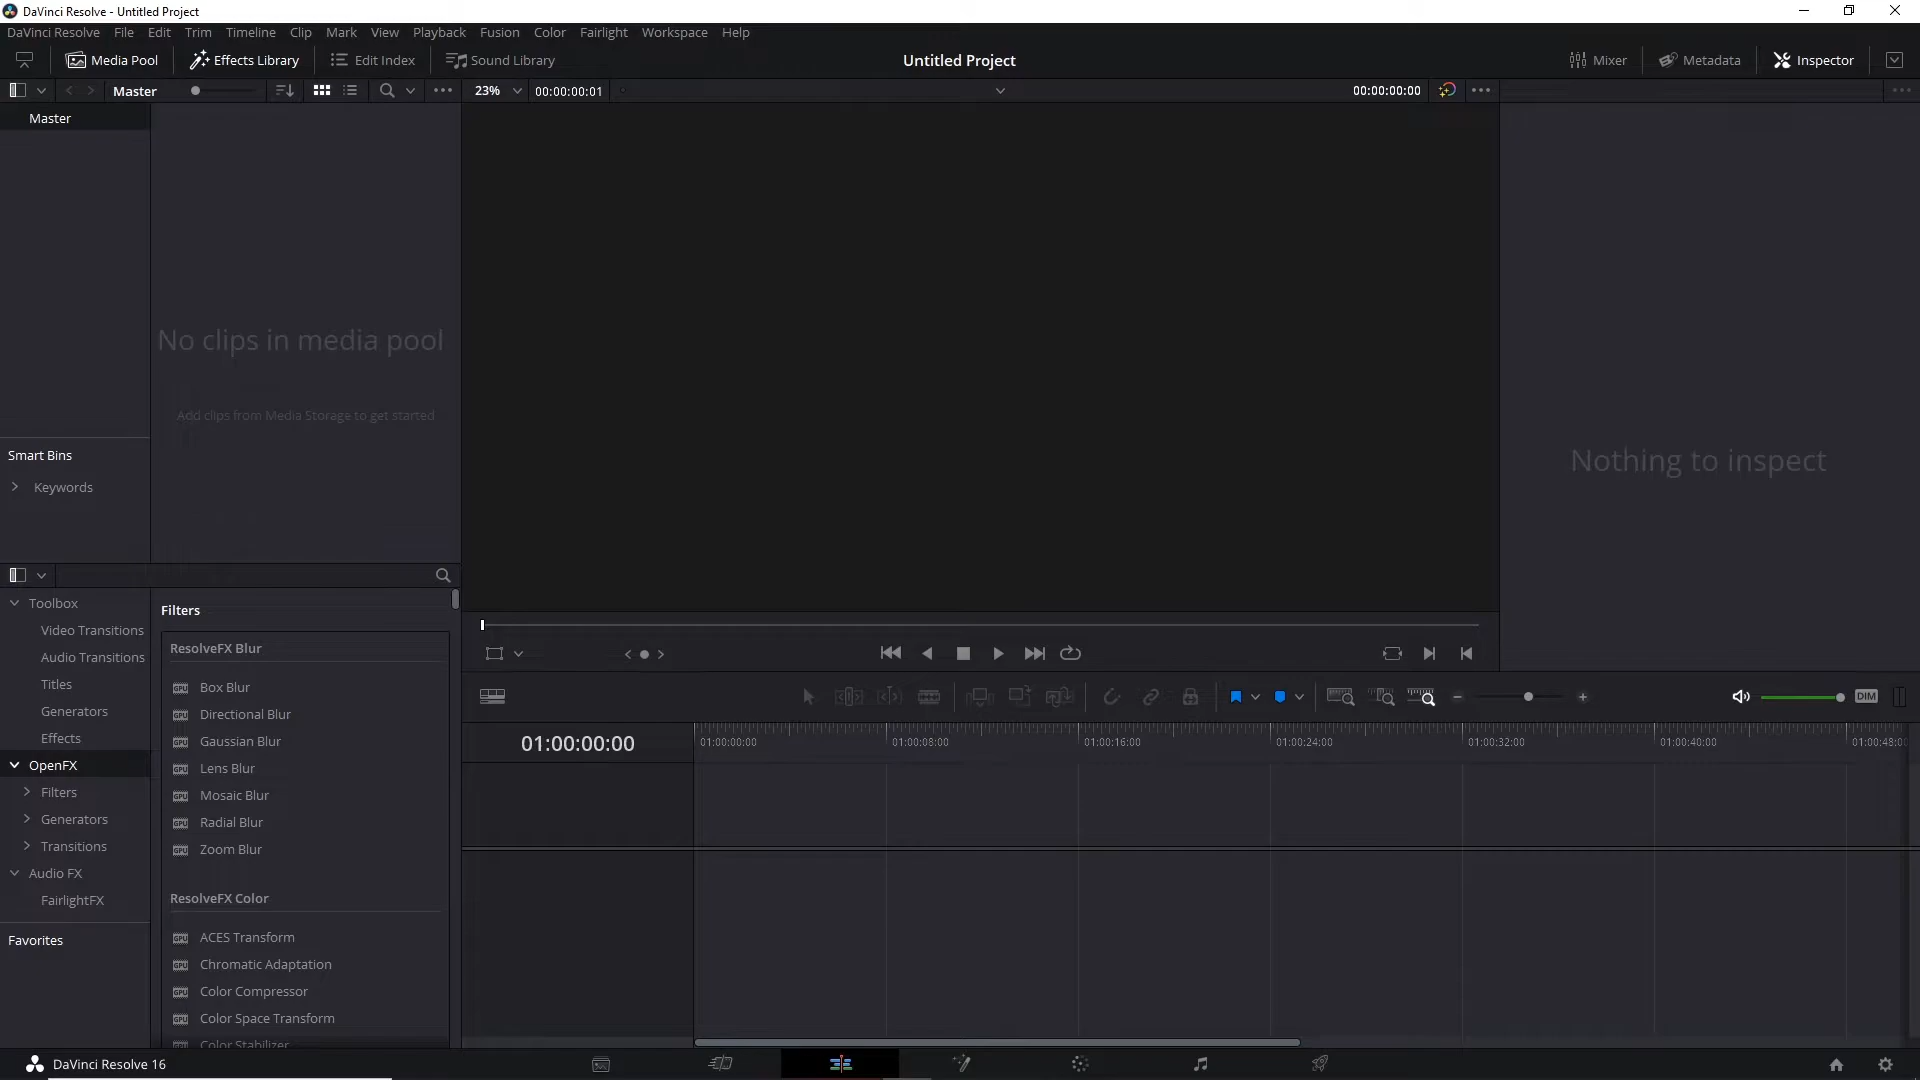 DaVinci Resolve - Untitled Project
DaVinci Resolve File Edit Trim Timeline Clip Mark View Playback Fusion Color Fairlight Workspace Help
Media Pool Effects Library Edit Index Sound Library Untitled Project Mixer Metadata Inspector
Master 23% 00:00:00:01 00:00:00:00
Master
No clips in media pool
Add clips from Media Storage to get started
Nothing to inspect
Smart Bins
Keywords
Toolbox
Video Transitions
Audio Transitions
Titles
Generators
Effects
OpenFX
Filters
Generators
Transitions
Audio FX
FairlightFX
Favorites
Filters
ResolveFX Blur
Box Blur
Directional Blur
Gaussian Blur
Lens Blur
Mosaic Blur
Radial Blur
Zoom Blur
ResolveFX Color
ACES Transform
Chromatic Adaptation
Color Compressor
Color Space Transform
Color Stabilizer
DIM
01:00:00:00 01:00:00:00 01:00:08:00 01:00:16:00 01:00:24:00 01:00:32:00 01:00:40:00 01:00:48:0
DaVinci Resolve 16